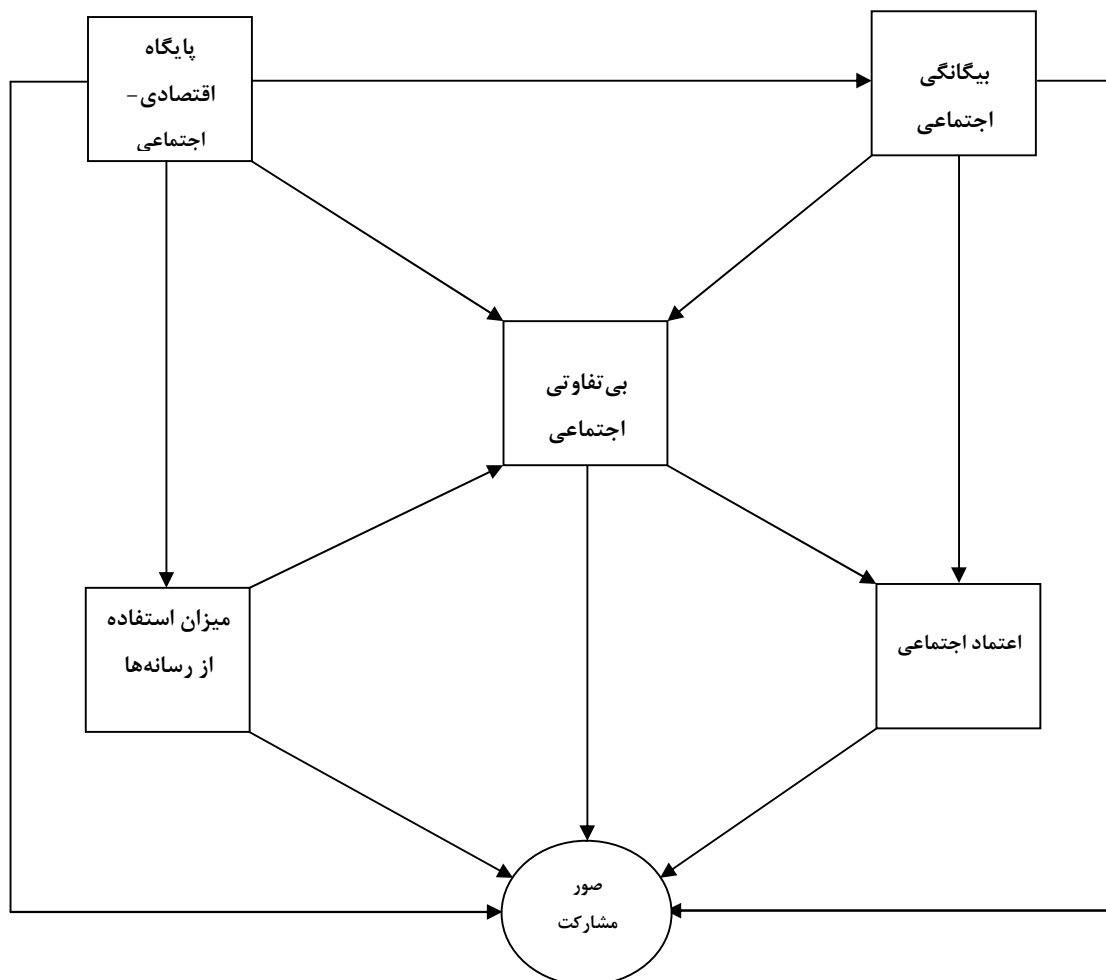 پایگاه
اقتصادی–
اجتماعی
بیگانگی
اجتماعی
بی‌تفاوتی
اجتماعی
میزان استفاده
از رسانه‌ها
اعتماد اجتماعی
صور
مشارکت